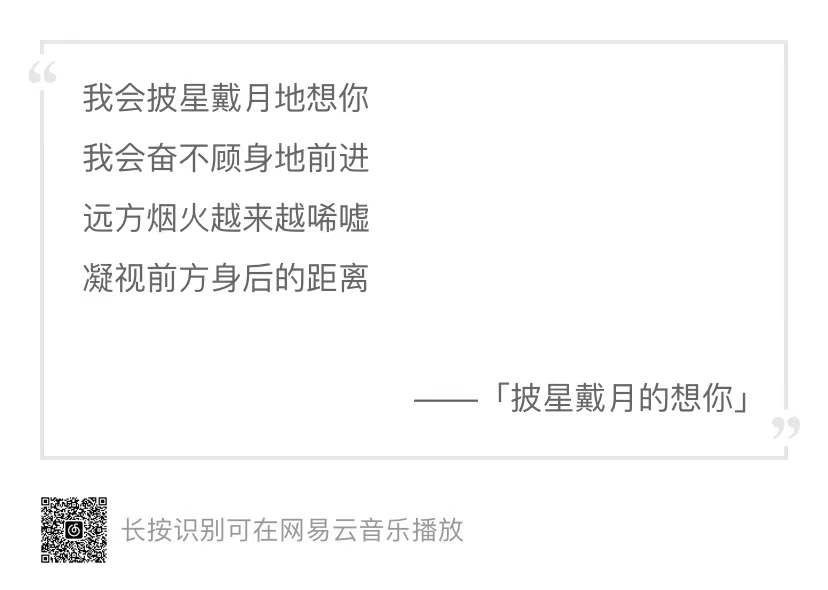 “
我会披星戴月地想你
我会奋不顾身地前进
远方烟火越来越唏嘘
凝视前方身后的距离
——「披星戴月的想你」
”
长按识别可在网易云音乐播放